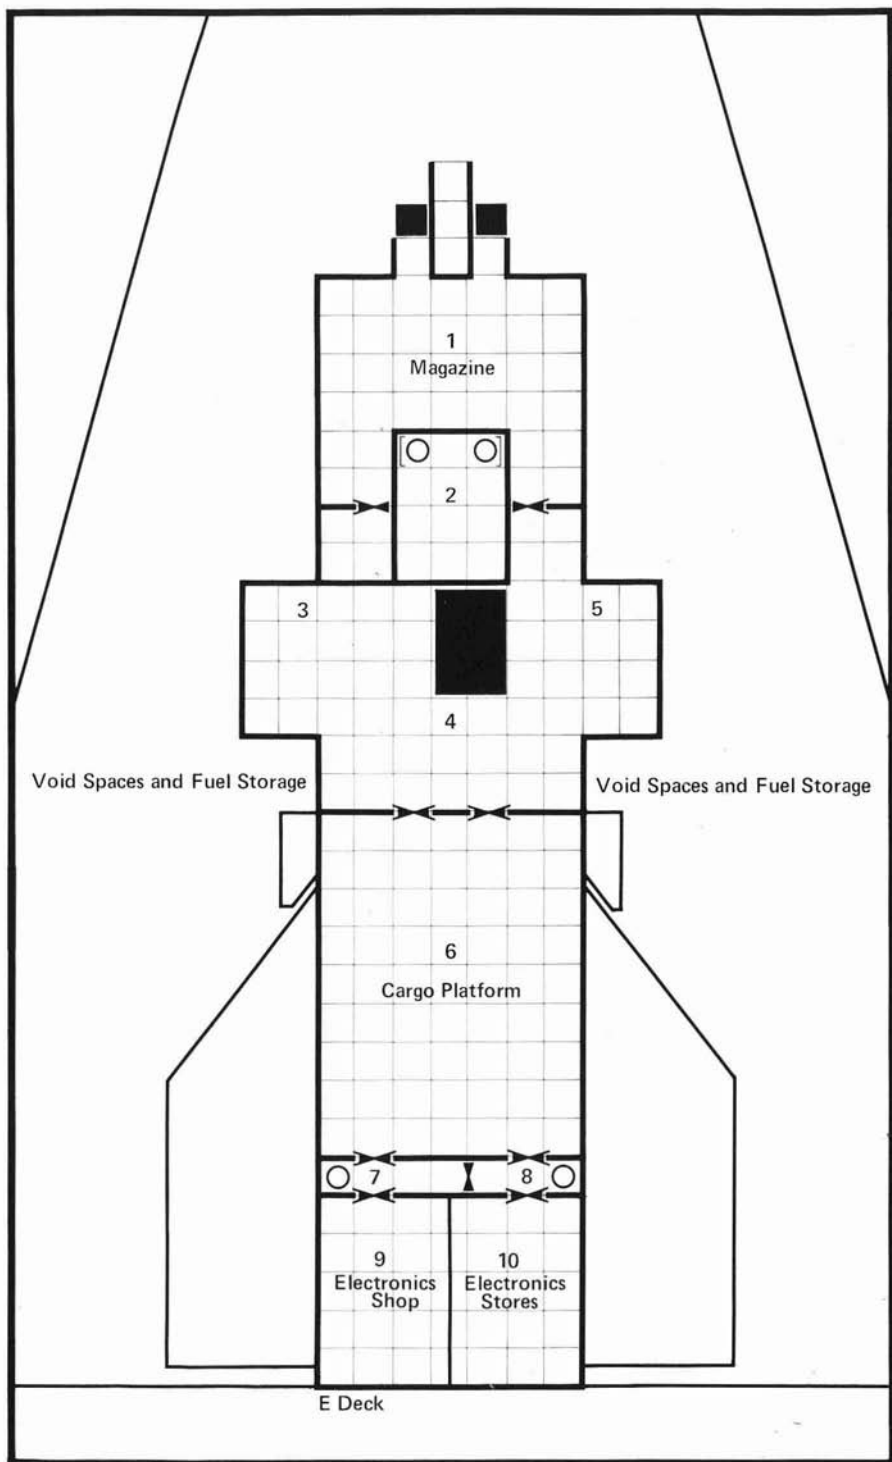 1
Magazine
2
3
5
4
Void Spaces and Fuel Storage
Void Spaces and Fuel Storage
6
Cargo Platform
7
8
9
Electronics
Shop
10
Electronics
Stores
E Deck